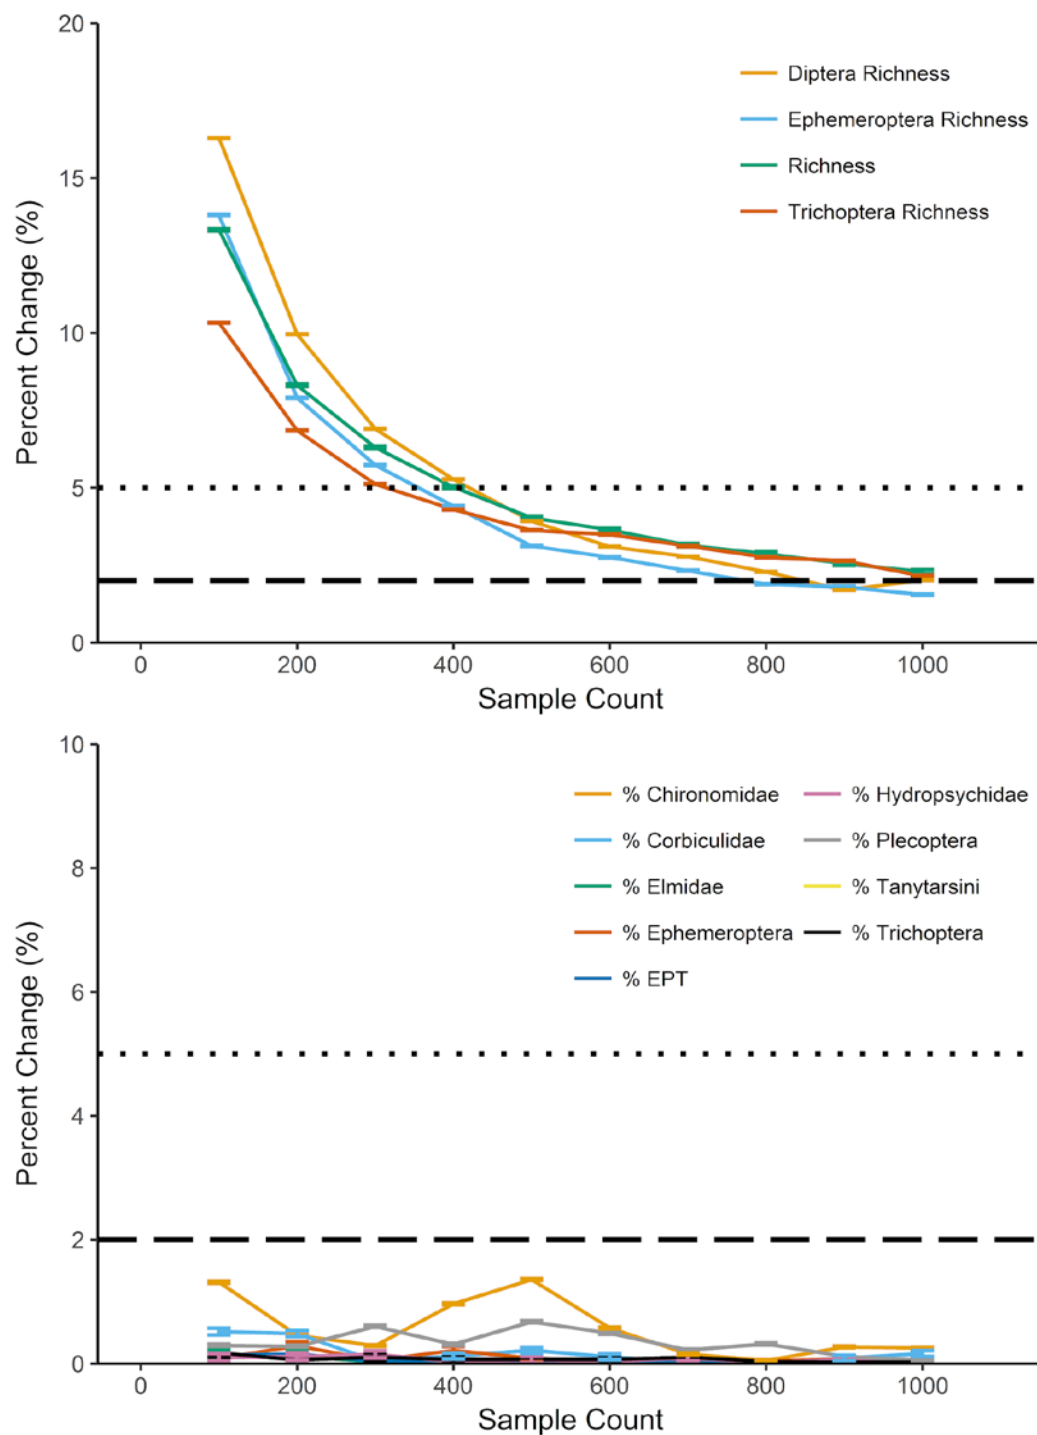 20
15
10
5
0
Percent Change (%)
Diptera Richness
Ephemeroptera Richness
Richness
Trichoptera Richness
0 200 400 600 800 1000
Sample Count
10
8
6
4
2
0
Percent Change (%)
% Chironomidae % Hydropsychidae
% Corbiculidae % Plecoptera
% Elmidae % Tanytarsini
% Ephemeroptera % Trichoptera
% EPT
0 200 400 600 800 1000
Sample Count